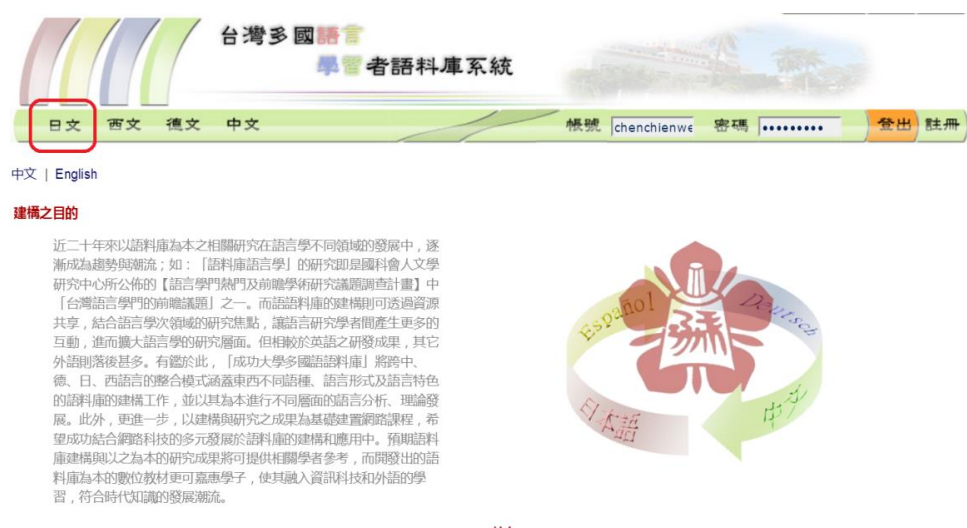 台灣多國語言
學習者語料庫系統
日文 西文 德文 中文 帳號 chenchienwe 密碼 ••••••••• 登出 註冊
中文 | English
建構之目的
近二十年來以語料庫為本之相關研究在語言學不同領域的發展中，逐
漸成為趨勢與潮流；如：「語料庫語言學」的研究即是國科會人文學
研究中心所公佈的【語言學門熱門及前瞻學術研究議題調查計畫】中
「台灣語言學門的前瞻議題」之一。而語語料庫的建構則可透過資源
共享，結合語言學次領域的研究焦點，讓語言研究學者間產生更多的
互動，進而擴大語言學的研究層面。但相較於英語之研發成果，其它
外語則落後甚多。有鑑於此，「成功大學多國語語料庫」將跨中、
德、日、西語言的整合模式涵蓋東西不同語種、語言形式及語言特色
的語料庫的建構工作，並以其為本進行不同層面的語言分析、理論發
展。此外，更進一步，以建構與研究之成果為基礎建置網路課程，希
望成功結合網路科技的多元發展於語料庫的建構和應用中。預期語料
庫建構與以之為本的研究成果將可提供相關學者參考，而開發出的語
料庫為本的數位教材更可嘉惠學子，使其融入資訊科技和外語的學
習，符合時代知識的發展潮流。
Español
Deutsch
日本語
中文